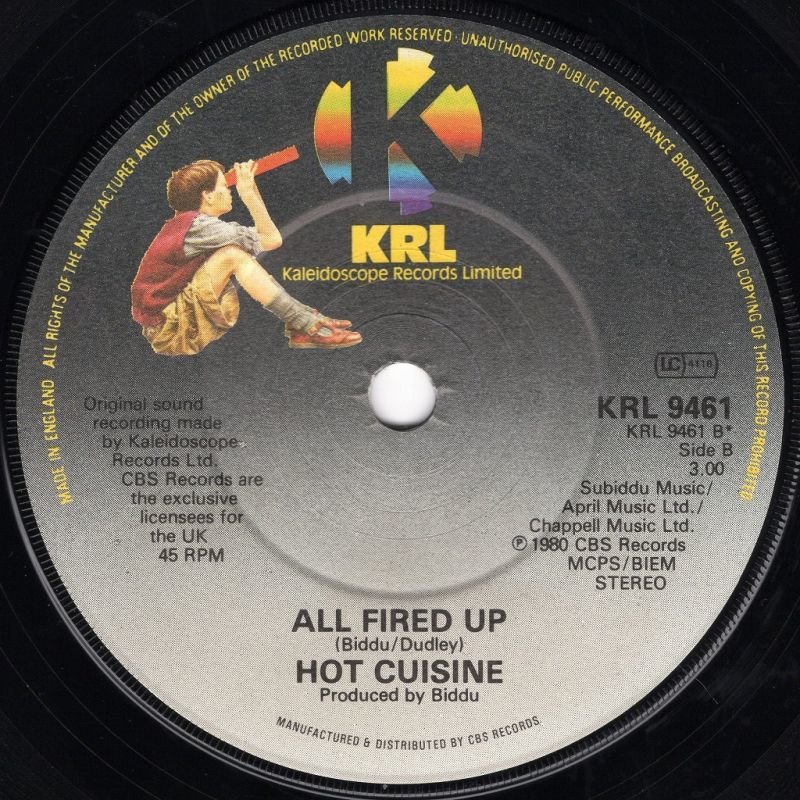 MADE IN ENGLAND ALL RIGHTS OF THE MANUFACTURER AND OF THE OWNER OF THE RECORDED WORK RESERVED · UNAUTHORISED PUBLIC PERFORMANCE BROADCASTING AND COPYING OF THIS RECORD PROHIBITED
K
KRL
Kaleidoscope Records Limited
Original sound
recording made
by Kaleidoscope
Records Ltd.
CBS Records are
the exclusive
licensees for
the UK
45 RPM
LC 4116
KRL 9461
KRL 9461 B*
Side B
3.00
Subiddu Music/
April Music Ltd./
Chappell Music Ltd.
℗ 1980 CBS Records
MCPS/BIEM
STEREO
ALL FIRED UP
(Biddu/Dudley)
HOT CUISINE
Produced by Biddu
MANUFACTURED & DISTRIBUTED BY CBS RECORDS